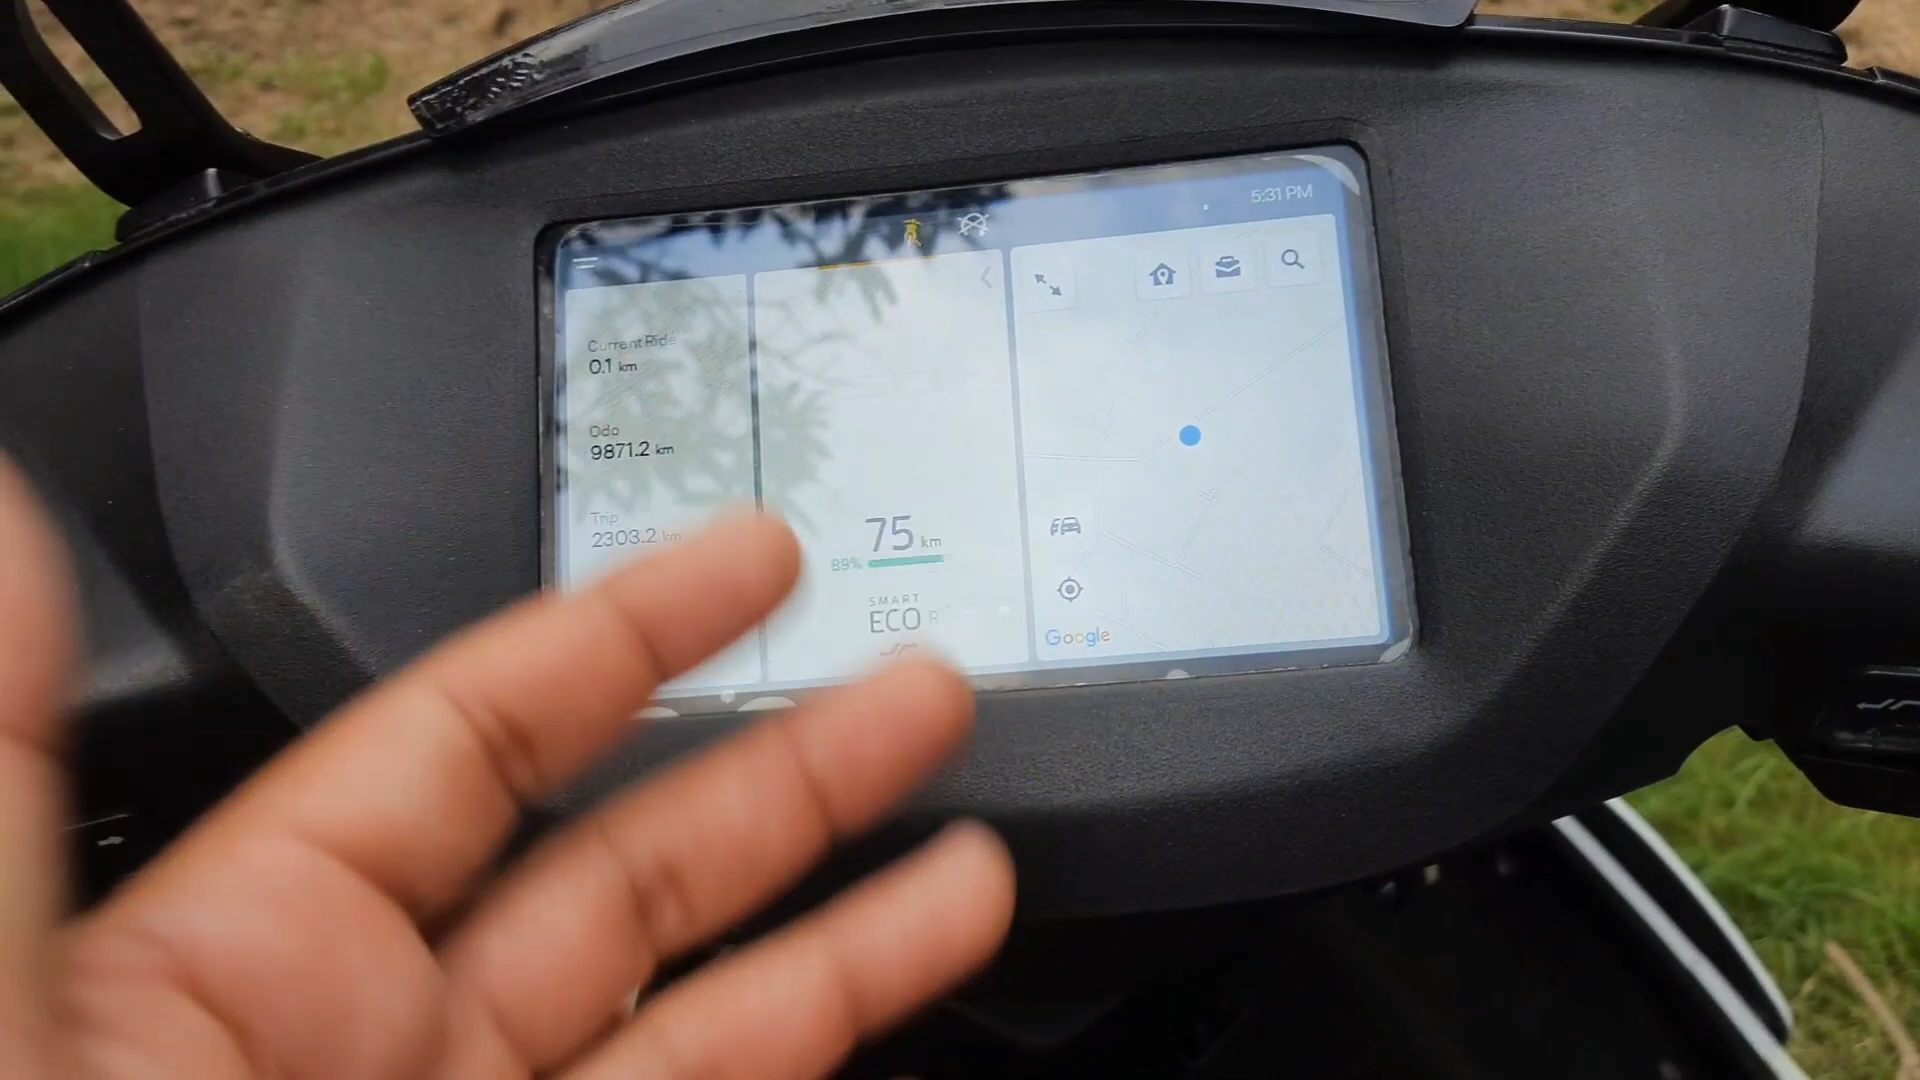 5:31 PM
Current Ride
0.1 km
Odo
9871.2 km
Trip
2303.2 km
75 km
89%
SMART
ECO
Google